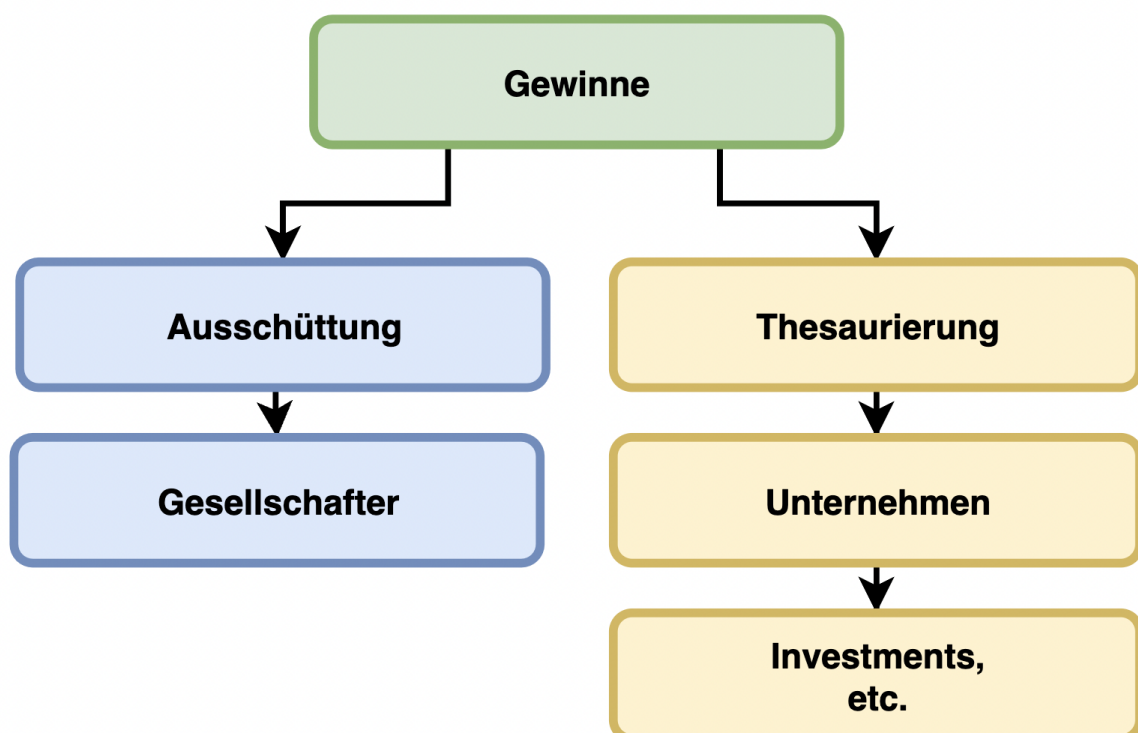 Gewinne
Ausschüttung
Thesaurierung
Gesellschafter
Unternehmen
Investments,
etc.